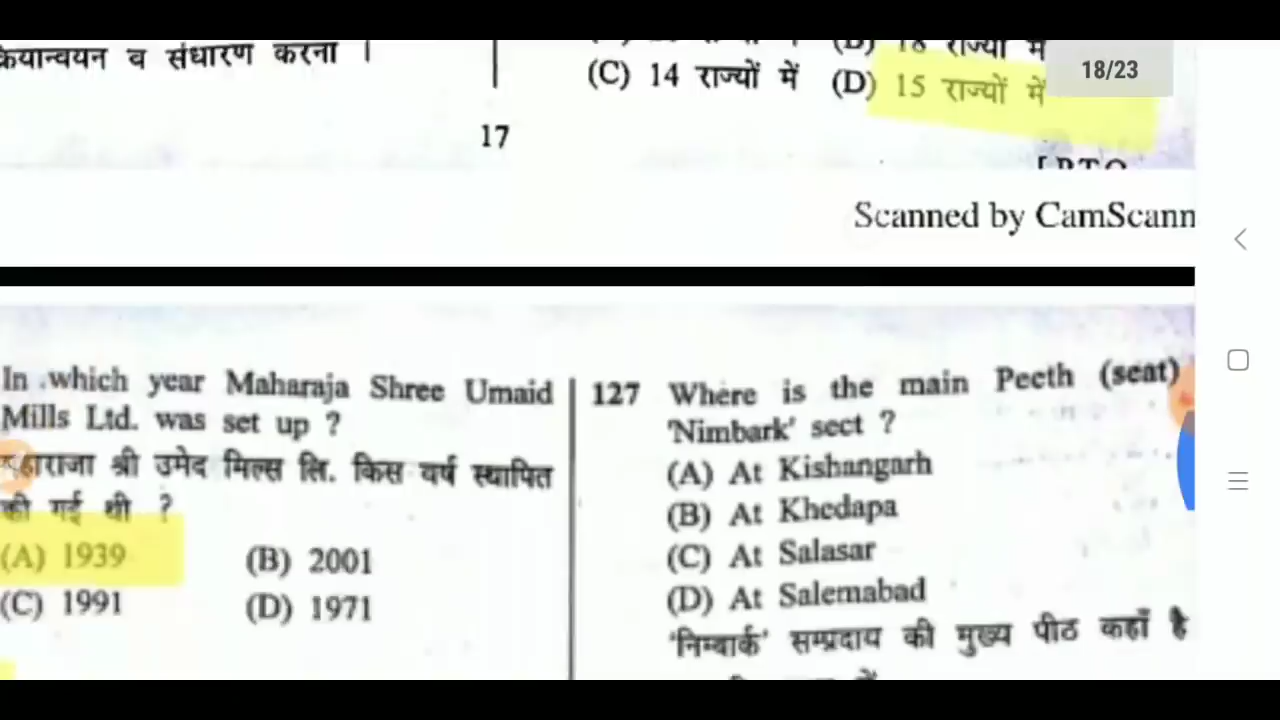 क्रियान्वयन व संधारण करना ।
(C) 14 राज्यों में (D) 15 राज्यों में
18/23
17
Scanned by CamScann
In which year Maharaja Shree Umaid
Mills Ltd. was set up ?
महाराजा श्री उमेद मिल्स लि. किस वर्ष स्थापित
की गई थी ?
(A) 1939 (B) 2001
(C) 1991 (D) 1971
127 Where is the main Peeth (seat)
'Nimbark' sect ?
(A) At Kishangarh
(B) At Khedapa
(C) At Salasar
(D) At Salemabad
'निम्बार्क' सम्प्रदाय की मुख्य पीठ कहाँ है